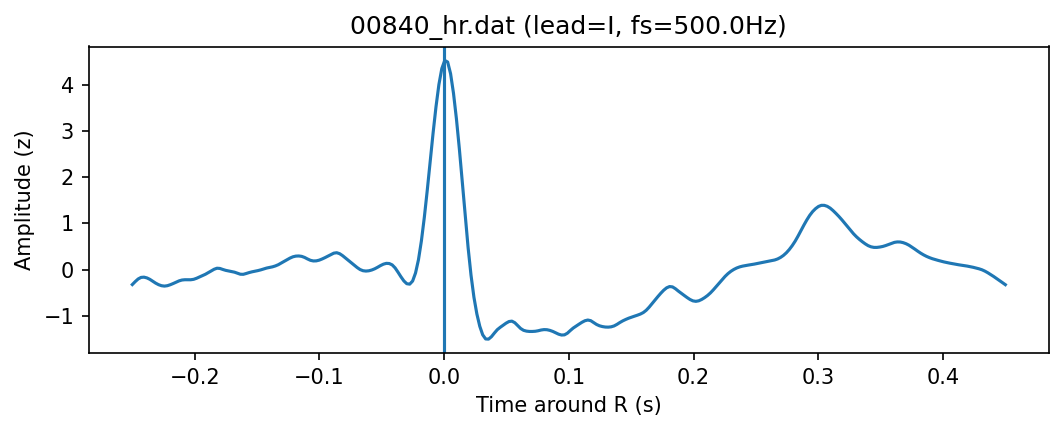 00840_hr.dat (lead=I, fs=500.0Hz)
Amplitude (z)
4
3
2
1
0
−1
−0.2 −0.1 0.0 0.1 0.2 0.3 0.4
Time around R (s)